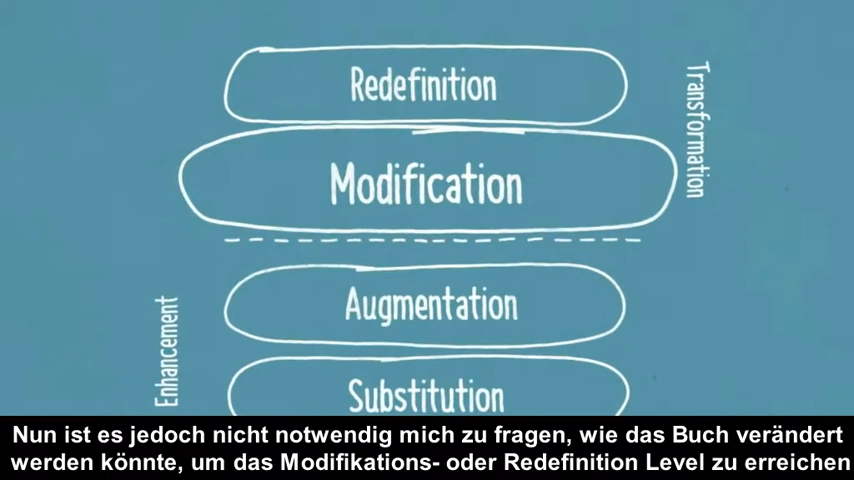 Redefinition
Transformation
Modification
Augmentation
Enhancement
Substitution
Nun ist es jedoch nicht notwendig mich zu fragen, wie das Buch verändert
werden könnte, um das Modifikations- oder Redefinition Level zu erreichen